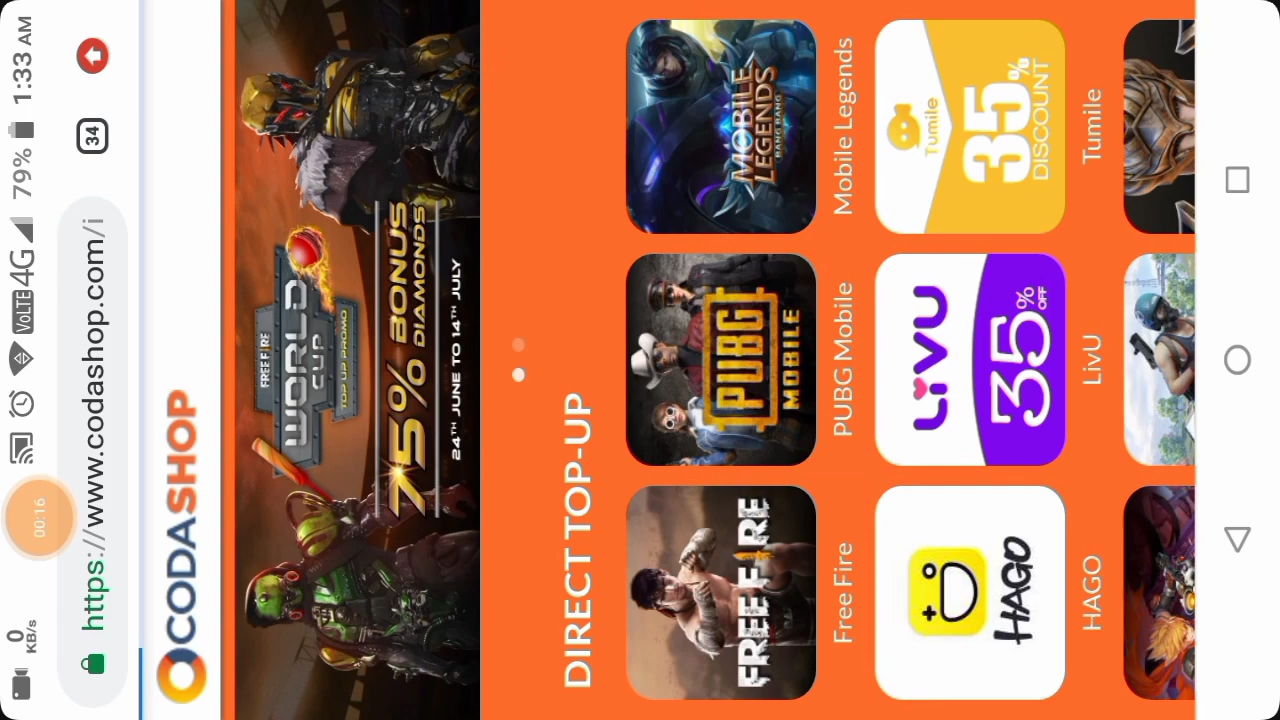 0 KB/s
00:16
VoLTE 4G 79% 1:33 AM
https://www.codashop.com/i
34
CODASHOP
FREE FIRE
WORLD
CUP
TOP UP PROMO
75% BONUS
DIAMONDS
24TH JUNE TO 14TH JULY
DIRECT TOP-UP
FREE FIRE
PUBG
MOBILE
MOBILE
LEGENDS
BANG BANG
Free Fire
PUBG Mobile
Mobile Legends
HAGO
LIVU
35% OFF
Tumile
35%
DISCOUNT
HAGO
LivU
Tumile